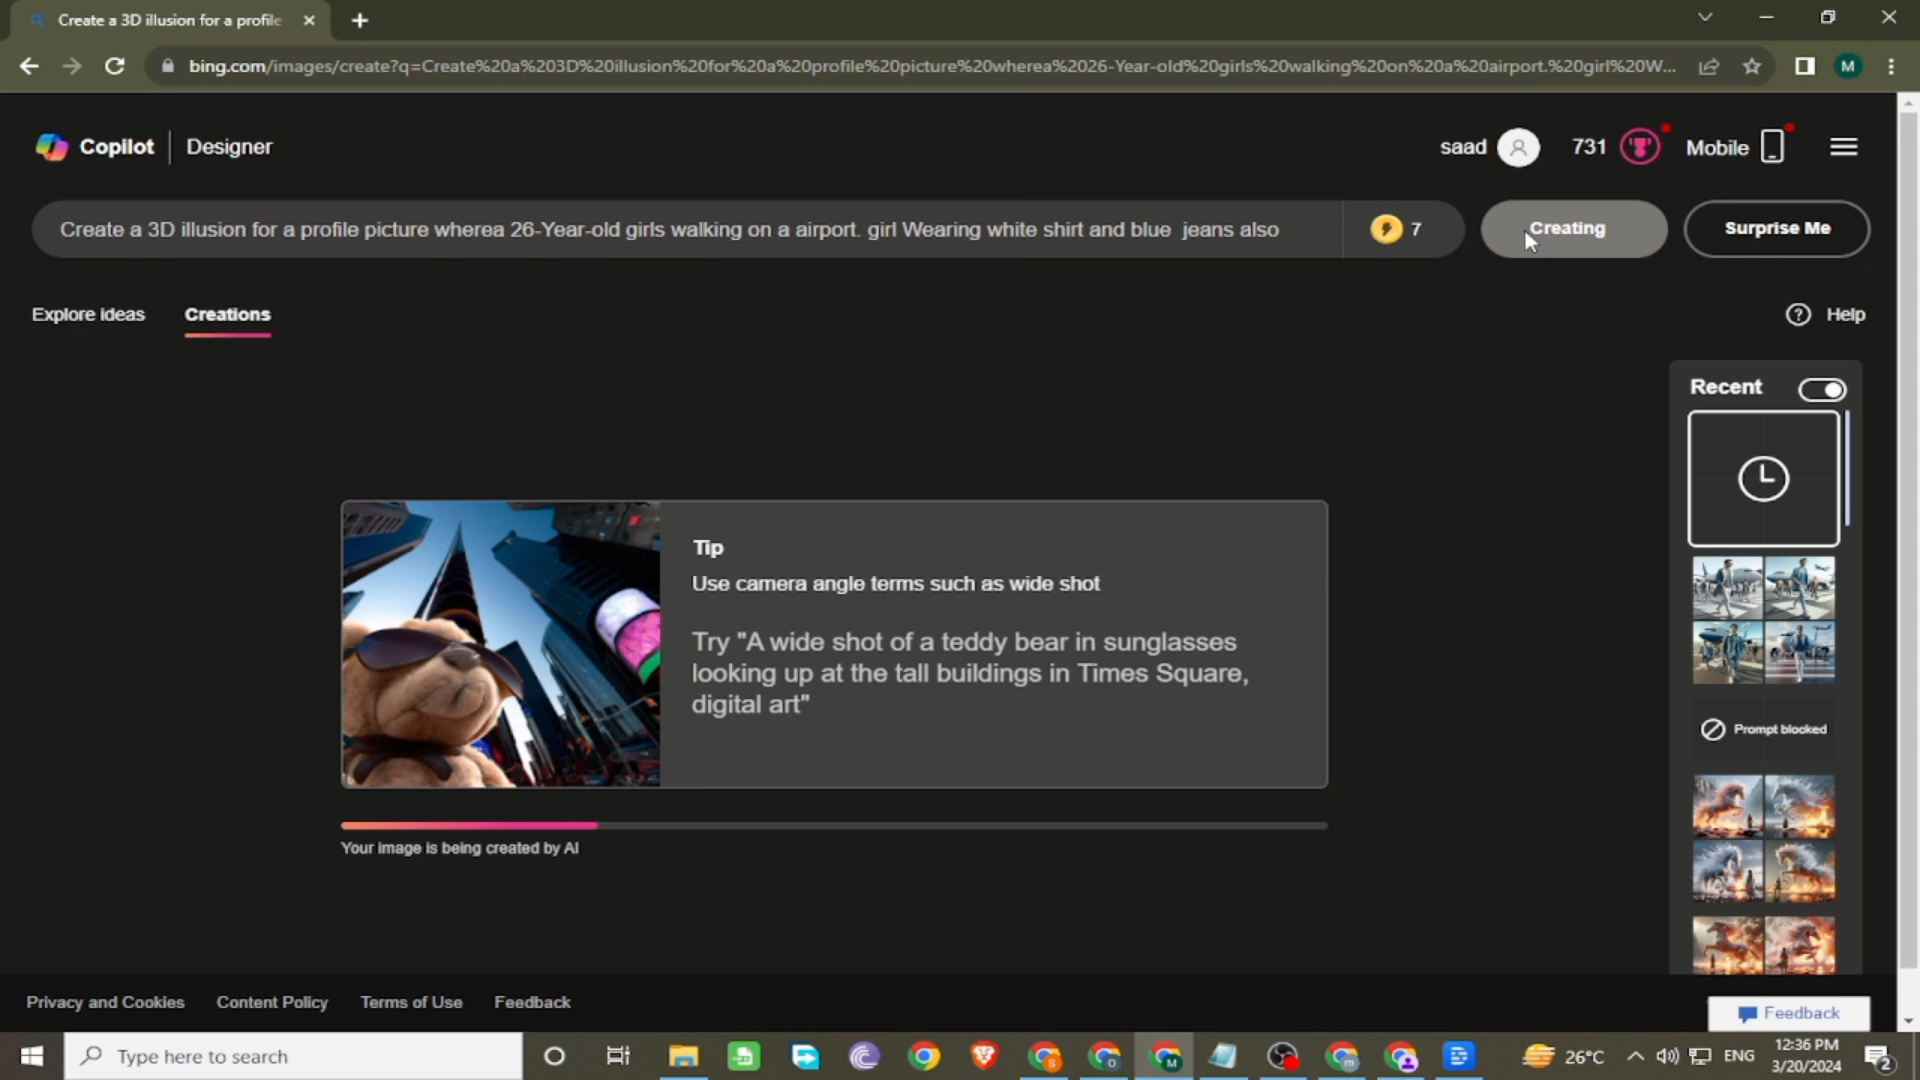 Create a 3D illusion for a profile
bing.com/images/create?q=Create%20a%203D%20illusion%20for%20a%20profile%20picture%20wherea%2026-Year-old%20girls%20walking%20on%20a%20airport.%20girl%20W...
M
Copilot | Designer
saad
731
Mobile
Create a 3D illusion for a profile picture wherea 26-Year-old girls walking on a airport. girl Wearing white shirt and blue jeans also
7
Creating
Surprise Me
Explore ideas
Creations
Help
Recent
Tip
Use camera angle terms such as wide shot
Try "A wide shot of a teddy bear in sunglasses
looking up at the tall buildings in Times Square,
digital art"
Prompt blocked
Your image is being created by AI
Privacy and Cookies
Content Policy
Terms of Use
Feedback
Feedback
Type here to search
26°C
ENG
12:36 PM
3/20/2024
2